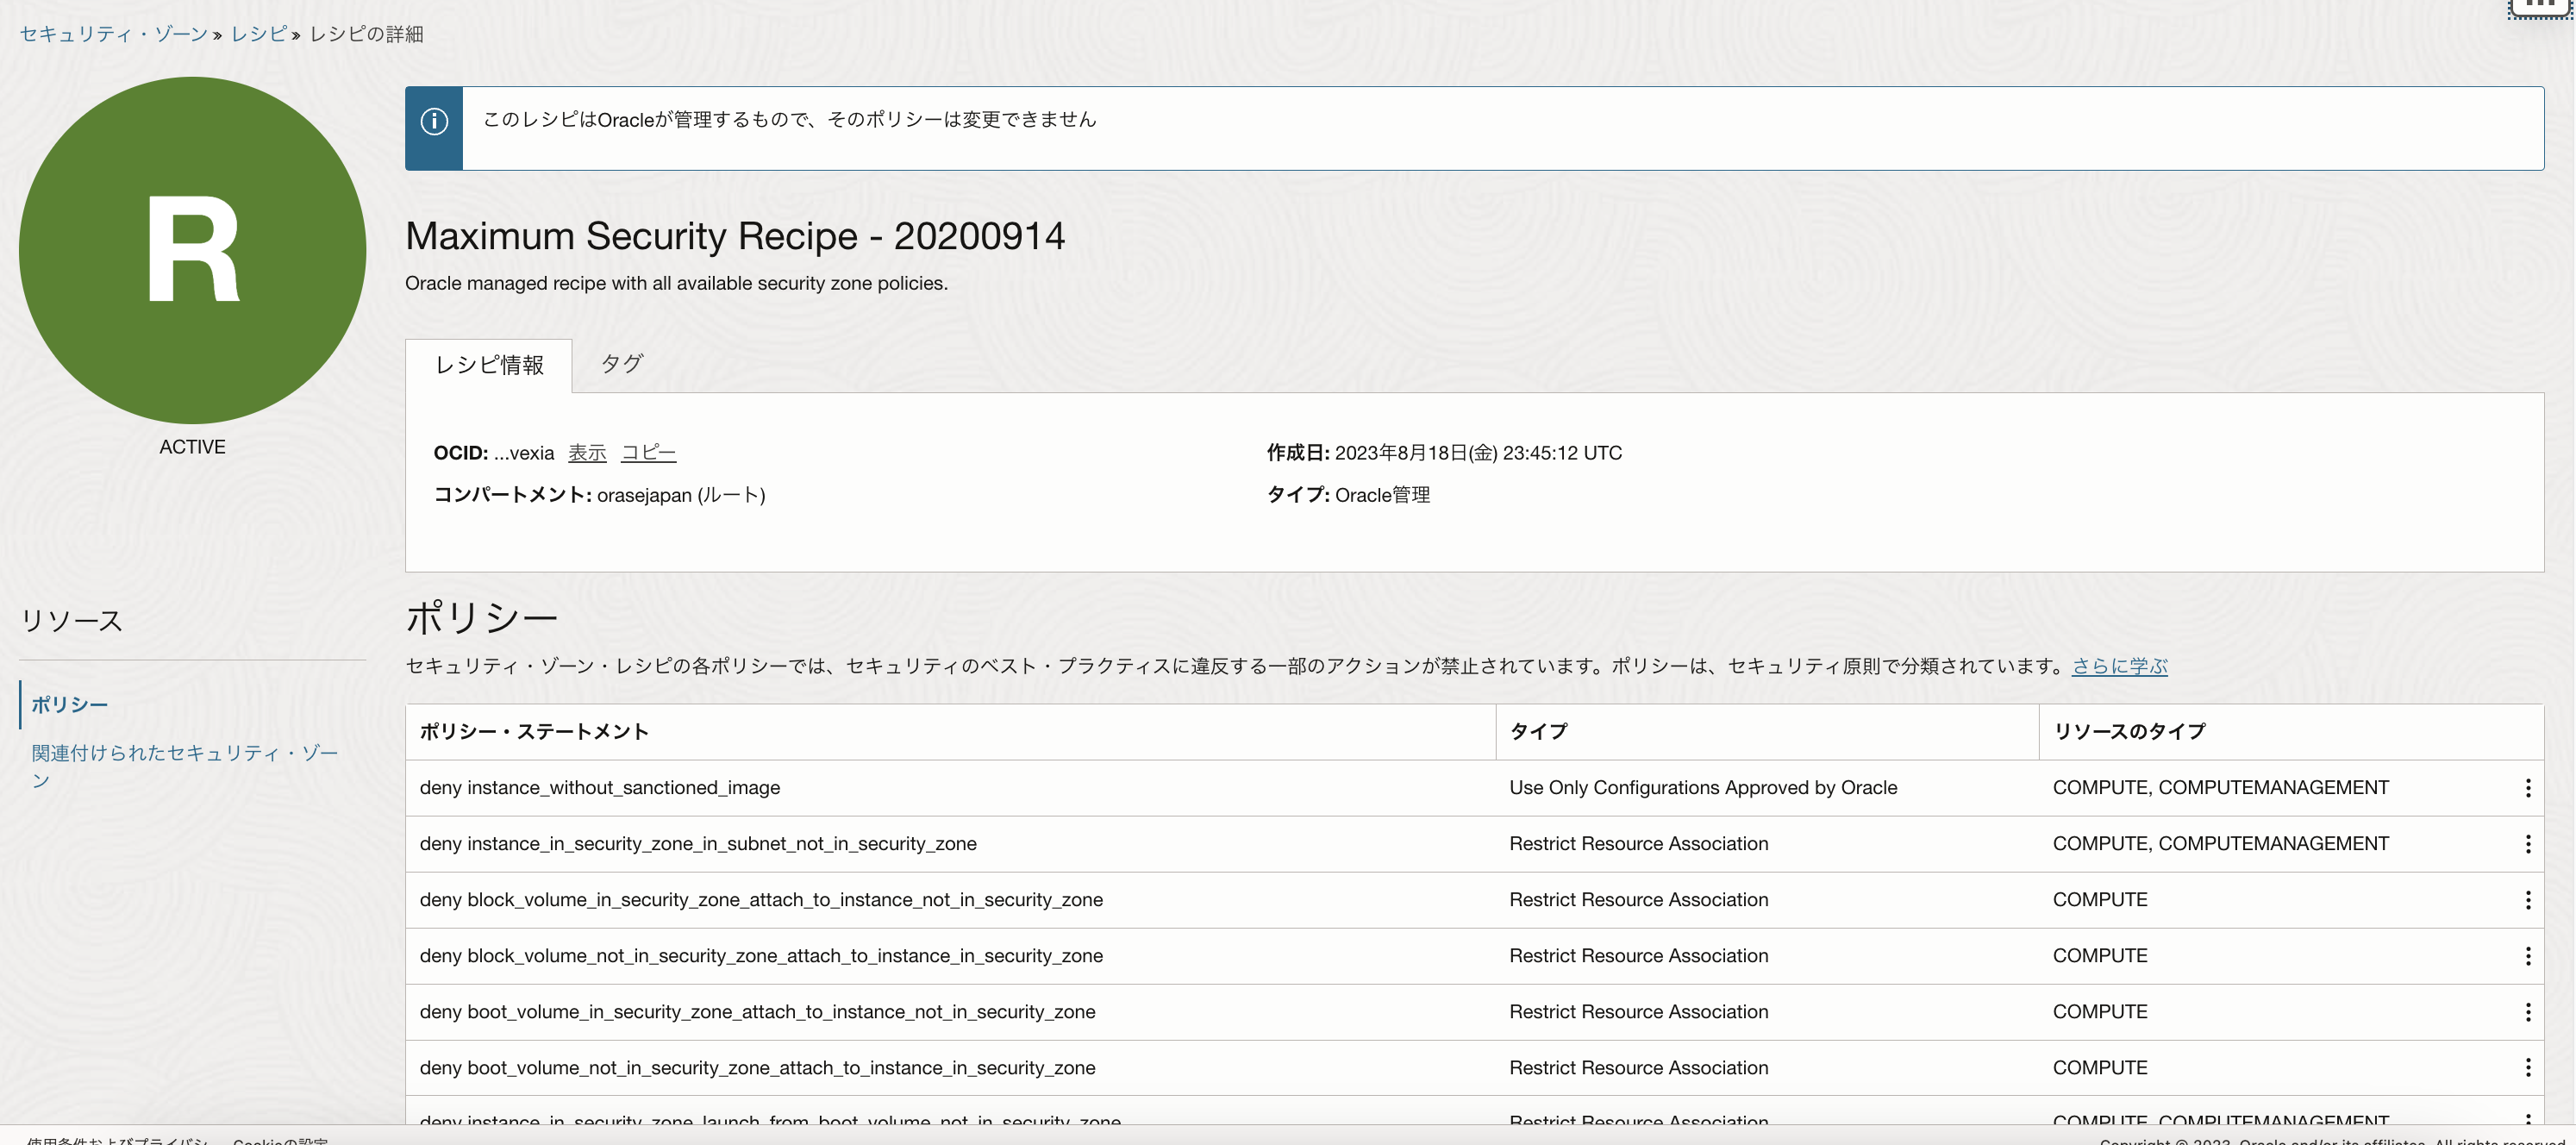 セキュリティ・ゾーン » レシピ » レシピの詳細
R
ACTIVE
このレシピはOracleが管理するもので、そのポリシーは変更できません
Maximum Security Recipe - 20200914
Oracle managed recipe with all available security zone policies.
レシピ情報 タグ
OCID: ...vexia 表示 コピー 作成日: 2023年8月18日(金) 23:45:12 UTC
コンパートメント: orasejapan (ルート) タイプ: Oracle管理
リソース
ポリシー
関連付けられたセキュリティ・ゾー
ン
ポリシー
セキュリティ・ゾーン・レシピの各ポリシーでは、セキュリティのベスト・プラクティスに違反する一部のアクションが禁止されています。ポリシーは、セキュリティ原則で分類されています。さらに学ぶ
ポリシー・ステートメント タイプ リソースのタイプ
deny instance_without_sanctioned_image Use Only Configurations Approved by Oracle COMPUTE, COMPUTEMANAGEMENT
deny instance_in_security_zone_in_subnet_not_in_security_zone Restrict Resource Association COMPUTE, COMPUTEMANAGEMENT
deny block_volume_in_security_zone_attach_to_instance_not_in_security_zone Restrict Resource Association COMPUTE
deny block_volume_not_in_security_zone_attach_to_instance_in_security_zone Restrict Resource Association COMPUTE
deny boot_volume_in_security_zone_attach_to_instance_not_in_security_zone Restrict Resource Association COMPUTE
deny boot_volume_not_in_security_zone_attach_to_instance_in_security_zone Restrict Resource Association COMPUTE
deny instance_in_security_zone_launch_from_boot_volume_not_in_security_zone Restrict Resource Association COMPUTE, COMPUTEMANAGEMENT
使用条件およびプライバシー Cookieの設定 Copyright © 2023, Oracle and/or its affiliates. All rights reserved.